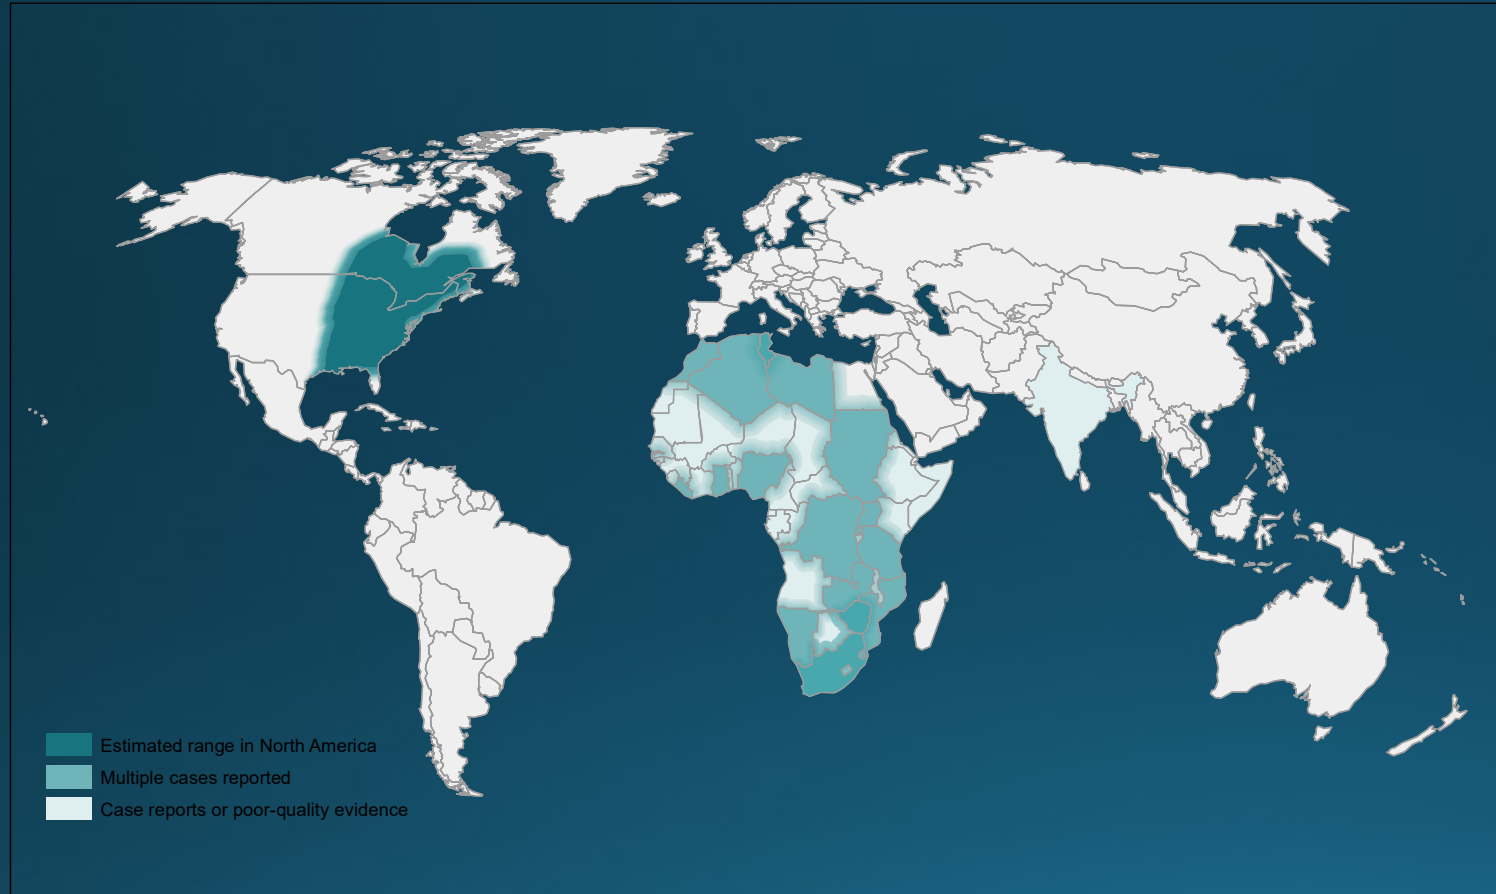 Estimated range in North America
Multiple cases reported
Case reports or poor-quality evidence